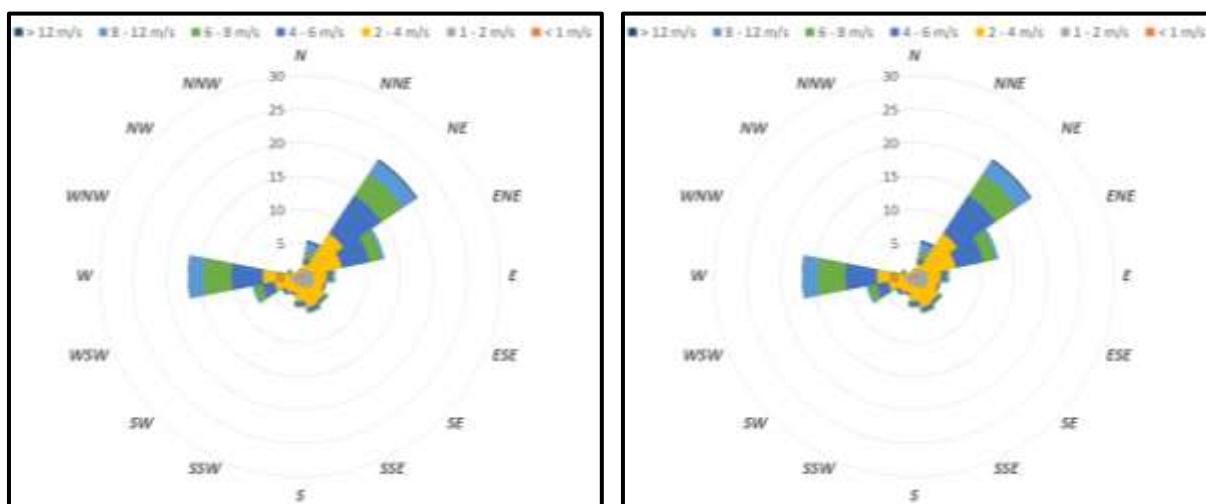 > 12 m/s 8 - 12 m/s 6 - 8 m/s 4 - 6 m/s 2 - 4 m/s 1 - 2 m/s < 1 m/s
N
NNW NNE
30
25
NW NE
20
15
WNW ENE
10
5
W E
WSW ESE
SW SE
SSW SSE
S
> 12 m/s 8 - 12 m/s 6 - 8 m/s 4 - 6 m/s 2 - 4 m/s 1 - 2 m/s < 1 m/s
N
NNW NNE
30
25
NW NE
20
15
WNW ENE
10
5
W E
WSW ESE
SW SE
SSW SSE
S